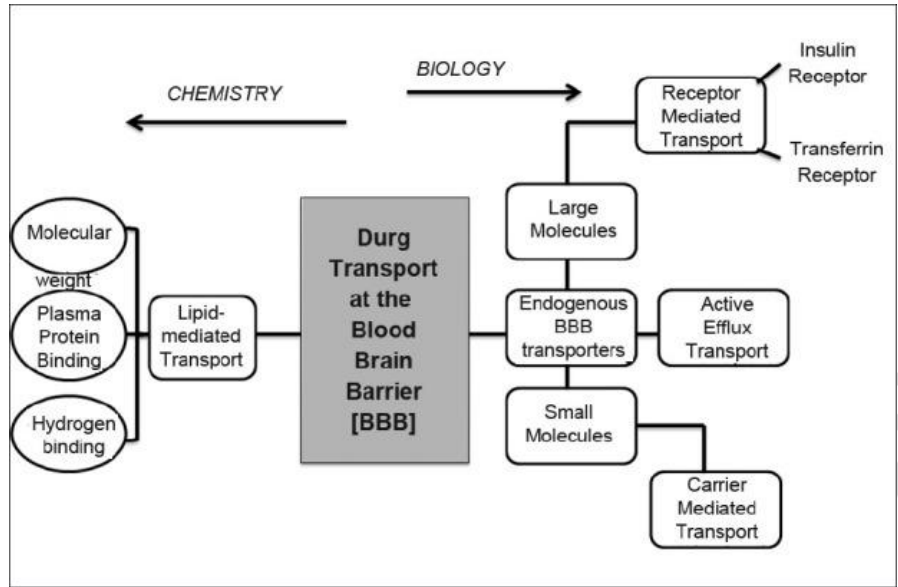 CHEMISTRY
BIOLOGY
Insulin
Receptor
Receptor
Mediated
Transport
Transferrin
Receptor
Large
Molecules
Molecular
weight
Plasma
Protein
Binding
Hydrogen
binding
Lipid-
mediated
Transport
Durg
Transport
at the
Blood
Brain
Barrier
[BBB]
Endogenous
BBB
transporters
Active
Efflux
Transport
Small
Molecules
Carrier
Mediated
Transport